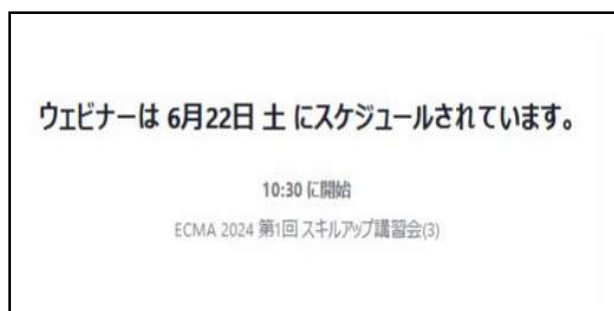 ウェビナーは 6月22日 土 にスケジュールされています。
10:30 に開始
ECMA 2024 第1回 スキルアップ講習会(3)